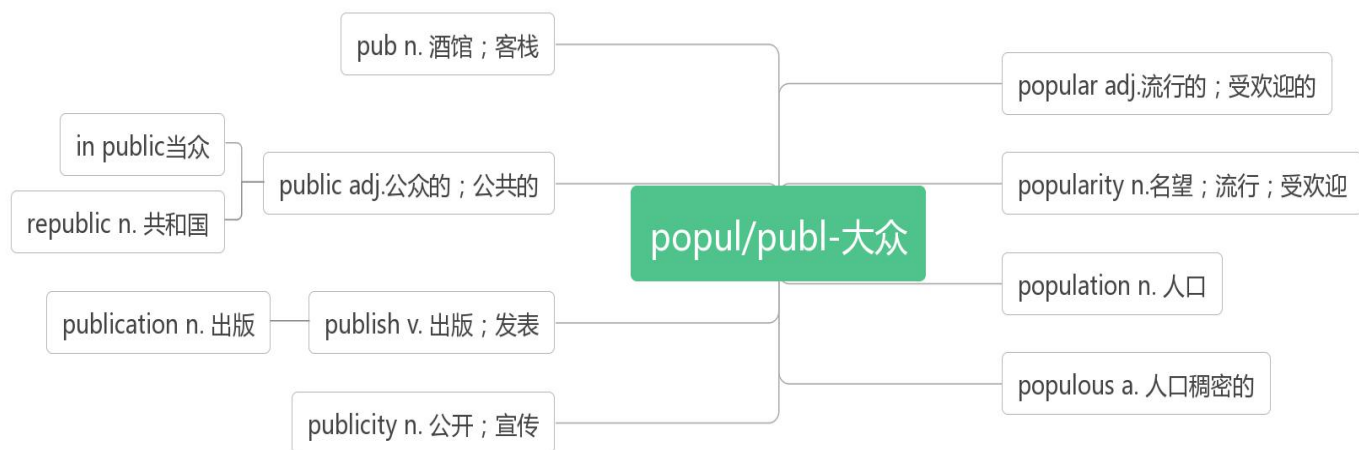 pub n. 酒馆；客栈
in public当众
republic n. 共和国
public adj.公众的；公共的
publication n. 出版
publish v. 出版；发表
publicity n. 公开；宣传
popul/publ-大众
popular adj.流行的；受欢迎的
popularity n.名望；流行；受欢迎
population n. 人口
populous a. 人口稠密的